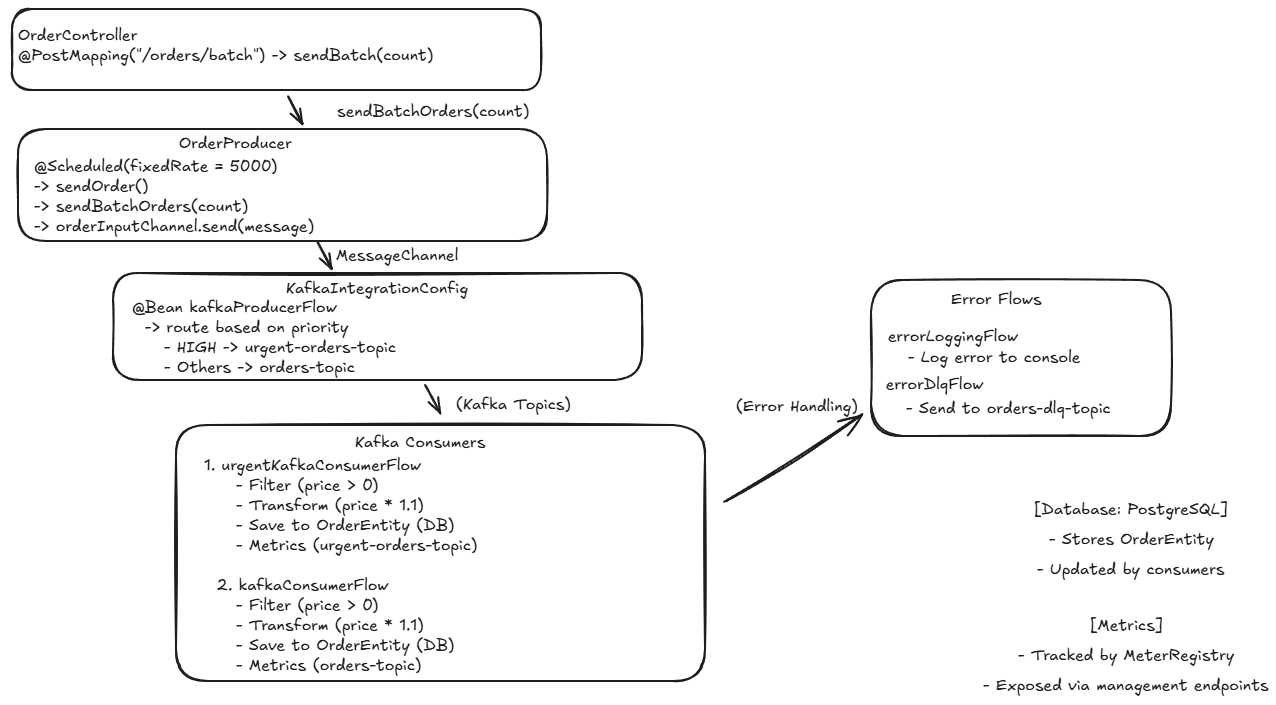 OrderController
@PostMapping("/orders/batch") -> sendBatch(count)
sendBatchOrders(count)
OrderProducer
@Scheduled(fixedRate = 5000)
-> sendOrder()
-> sendBatchOrders(count)
-> orderInputChannel.send(message)
MessageChannel
KafkaIntegrationConfig
@Bean kafkaProducerFlow
-> route based on priority
- HIGH -> urgent-orders-topic
- Others -> orders-topic
(Kafka Topics)
Kafka Consumers
1. urgentKafkaConsumerFlow
- Filter (price > 0)
- Transform (price * 1.1)
- Save to OrderEntity (DB)
- Metrics (urgent-orders-topic)
2. kafkaConsumerFlow
- Filter (price > 0)
- Transform (price * 1.1)
- Save to OrderEntity (DB)
- Metrics (orders-topic)
(Error Handling)
Error Flows
errorLoggingFlow
- Log error to console
errorDlqFlow
- Send to orders-dlq-topic
[Database: PostgreSQL]
- Stores OrderEntity
- Updated by consumers
[Metrics]
- Tracked by MeterRegistry
- Exposed via management endpoints